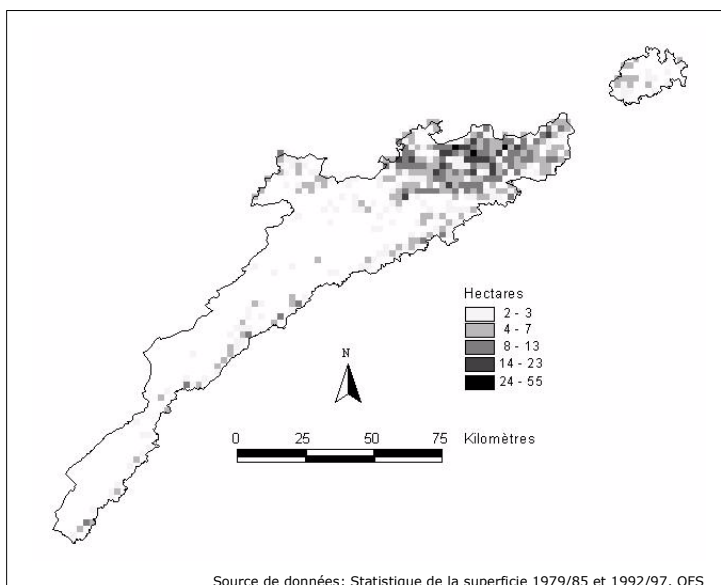 Hectares
2 - 3
4 - 7
8 - 13
14 - 23
24 - 55
N
0 25 50 75 Kilomètres
Source de données: Statistique de la superficie 1979/85 et 1992/97, OFS